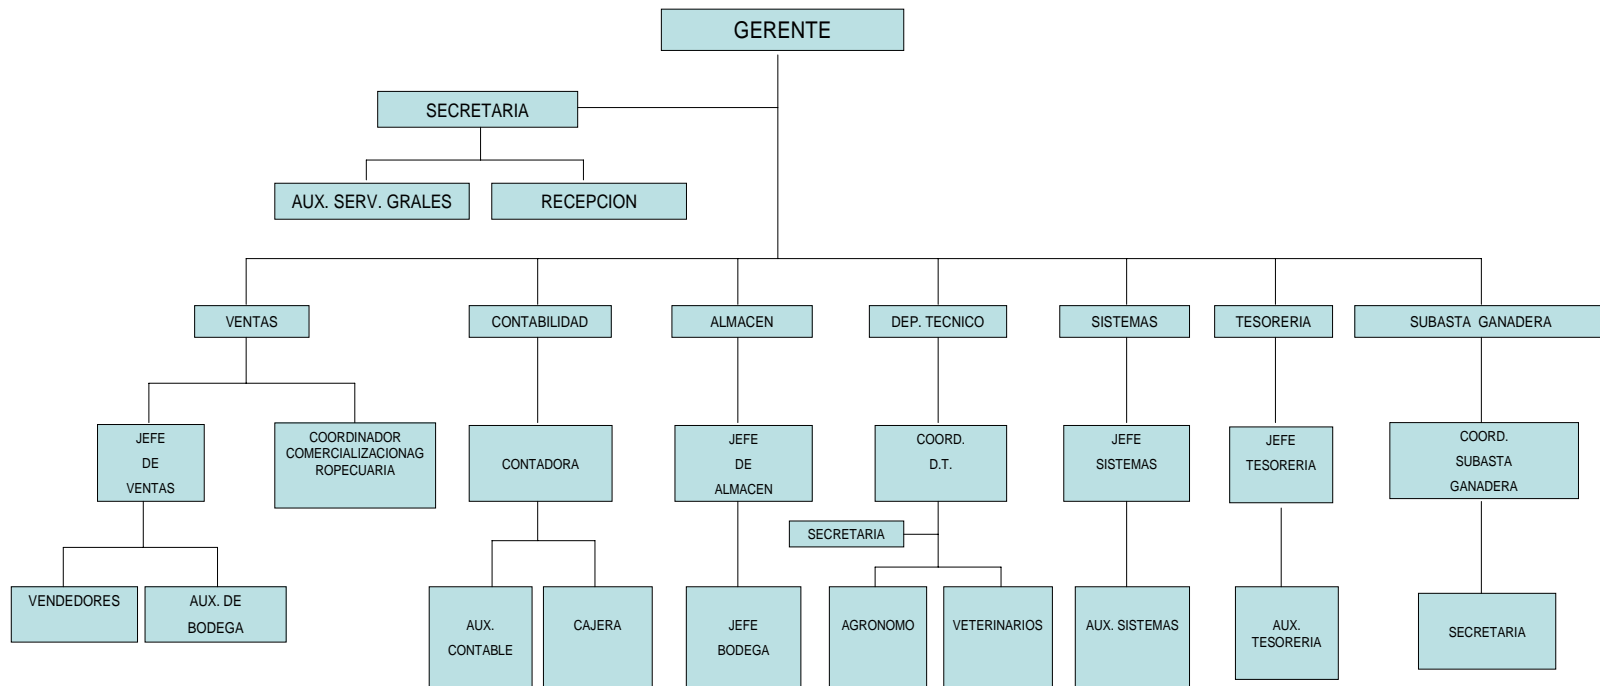 GERENTE
SECRETARIA
AUX. SERV. GRALES
RECEPCION
VENTAS
CONTABILIDAD
ALMACEN
DEP. TECNICO
SISTEMAS
TESORERIA
SUBASTA GANADERA
JEFE
DE
VENTAS
COORDINADOR
COMERCIALIZACIONAG
ROPECUARIA
CONTADORA
JEFE
DE
ALMACEN
COORD.
D.T.
JEFE
SISTEMAS
JEFE
TESORERIA
COORD.
SUBASTA
GANADERA
SECRETARIA
VENDEDORES
AUX. DE
BODEGA
AUX.
CONTABLE
CAJERA
JEFE
BODEGA
AGRONOMO
VETERINARIOS
AUX. SISTEMAS
AUX.
TESORERIA
SECRETARIA